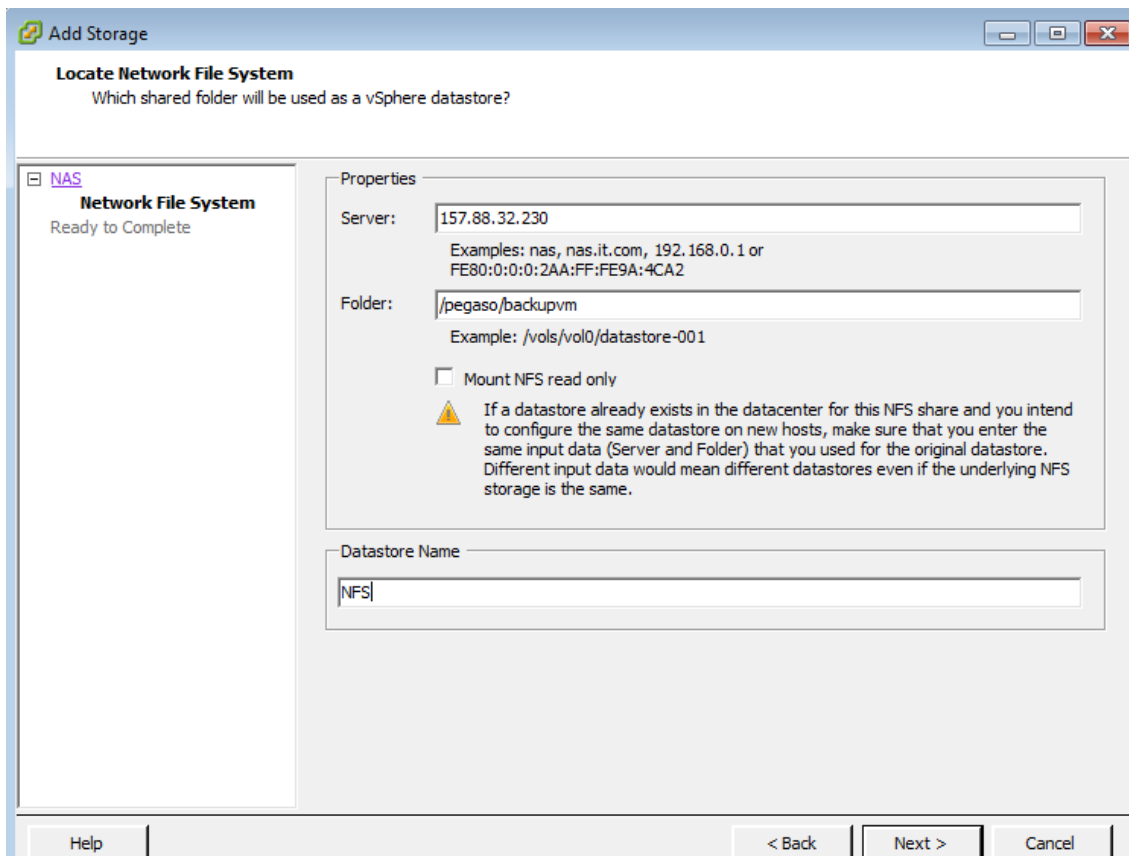 Add Storage
Locate Network File System
Which shared folder will be used as a vSphere datastore?
NAS
Network File System
Ready to Complete
Properties
Server:
157.88.32.230
Examples: nas, nas.it.com, 192.168.0.1 or
FE80:0:0:0:2AA:FF:FE9A:4CA2
Folder:
/pegaso/backupvm
Example: /vols/vol0/datastore-001
Mount NFS read only
If a datastore already exists in the datacenter for this NFS share and you intend
to configure the same datastore on new hosts, make sure that you enter the
same input data (Server and Folder) that you used for the original datastore.
Different input data would mean different datastores even if the underlying NFS
storage is the same.
Datastore Name
NFS
Help
< Back
Next >
Cancel